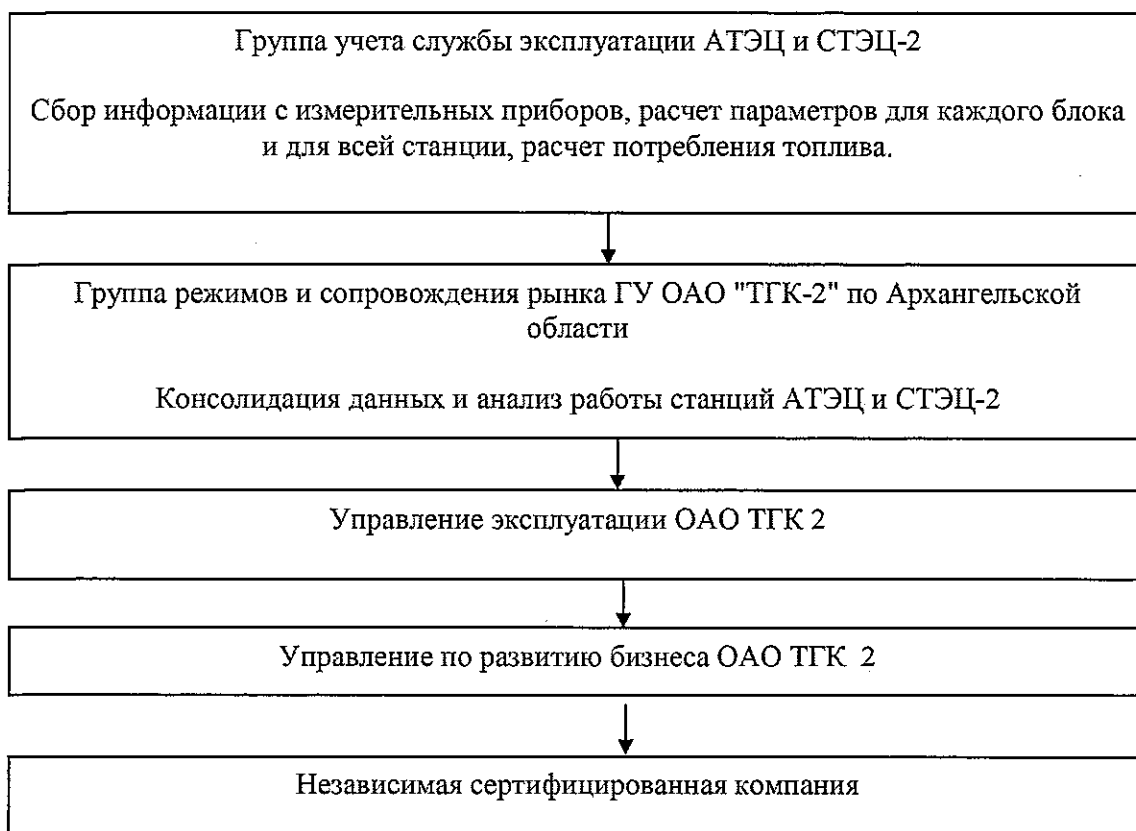 Группа учета службы эксплуатации АТЭЦ и СТЭЦ-2
Сбор информации с измерительных приборов, расчет параметров для каждого блока
и для всей станции, расчет потребления топлива.
Группа режимов и сопровождения рынка ГУ ОАО "ТГК-2" по Архангельской
области
Консолидация данных и анализ работы станций АТЭЦ и СТЭЦ-2
Управление эксплуатации ОАО ТГК 2
Управление по развитию бизнеса ОАО ТГК 2
Независимая сертифицированная компания